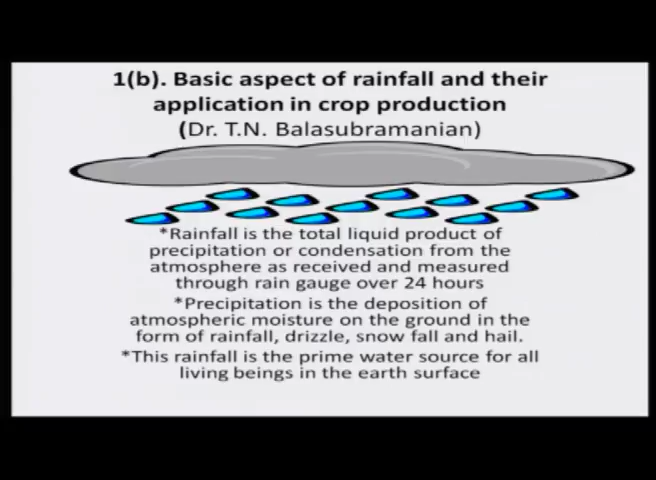 1(b). Basic aspect of rainfall and their
application in crop production
(Dr. T.N. Balasubramanian)
*Rainfall is the total liquid product of
precipitation or condensation from the
atmosphere as received and measured
through rain gauge over 24 hours
*Precipitation is the deposition of
atmospheric moisture on the ground in the
form of rainfall, drizzle, snow fall and hail.
*This rainfall is the prime water source for all
living beings in the earth surface